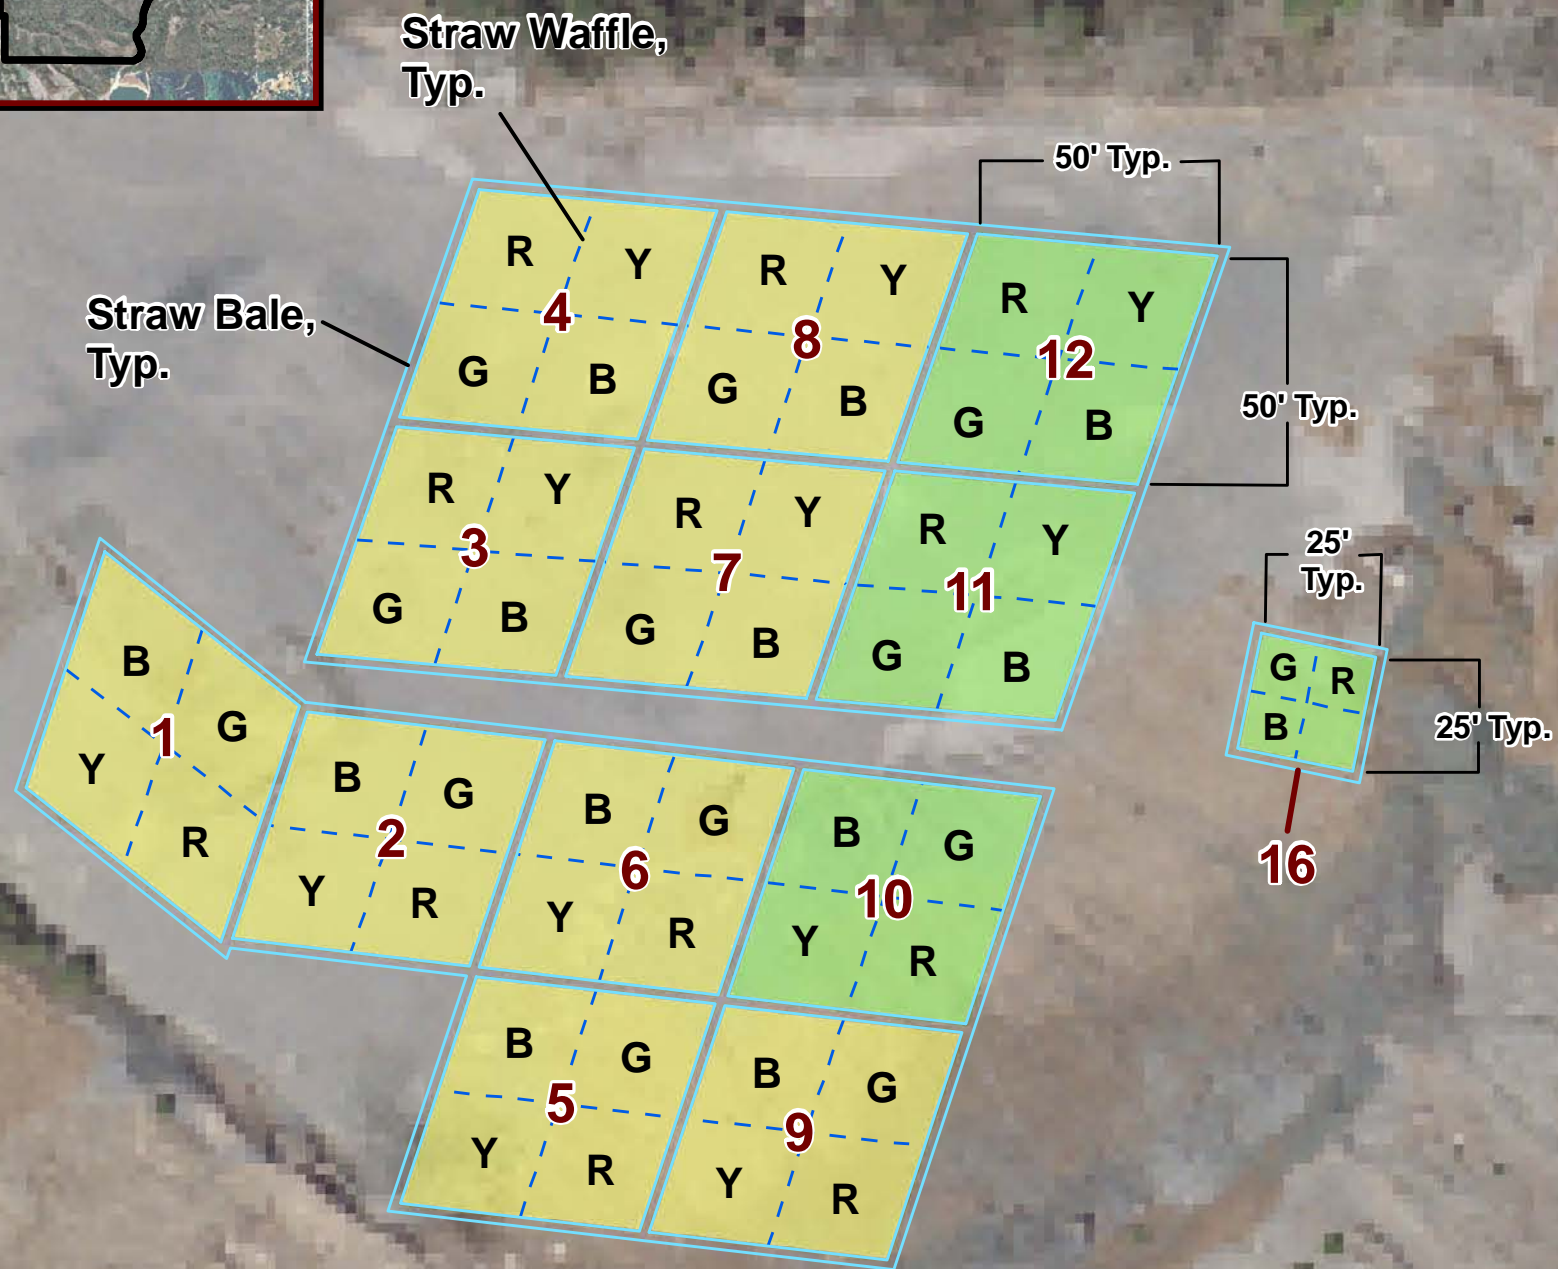 Straw Waffle,
Typ.
50' Typ.
Straw Bale,
Typ.
50' Typ.
R Y
4
G B
R Y
8
G B
R Y
12
G B
R Y
3
G B
R Y
7
G B
R Y
11
G B
25'
Typ.
G R
B
25' Typ.
16
B
1 G
Y
R
B G
2
Y R
B G
6
Y R
B G
10
Y R
B G
5
Y R
B G
9
Y R